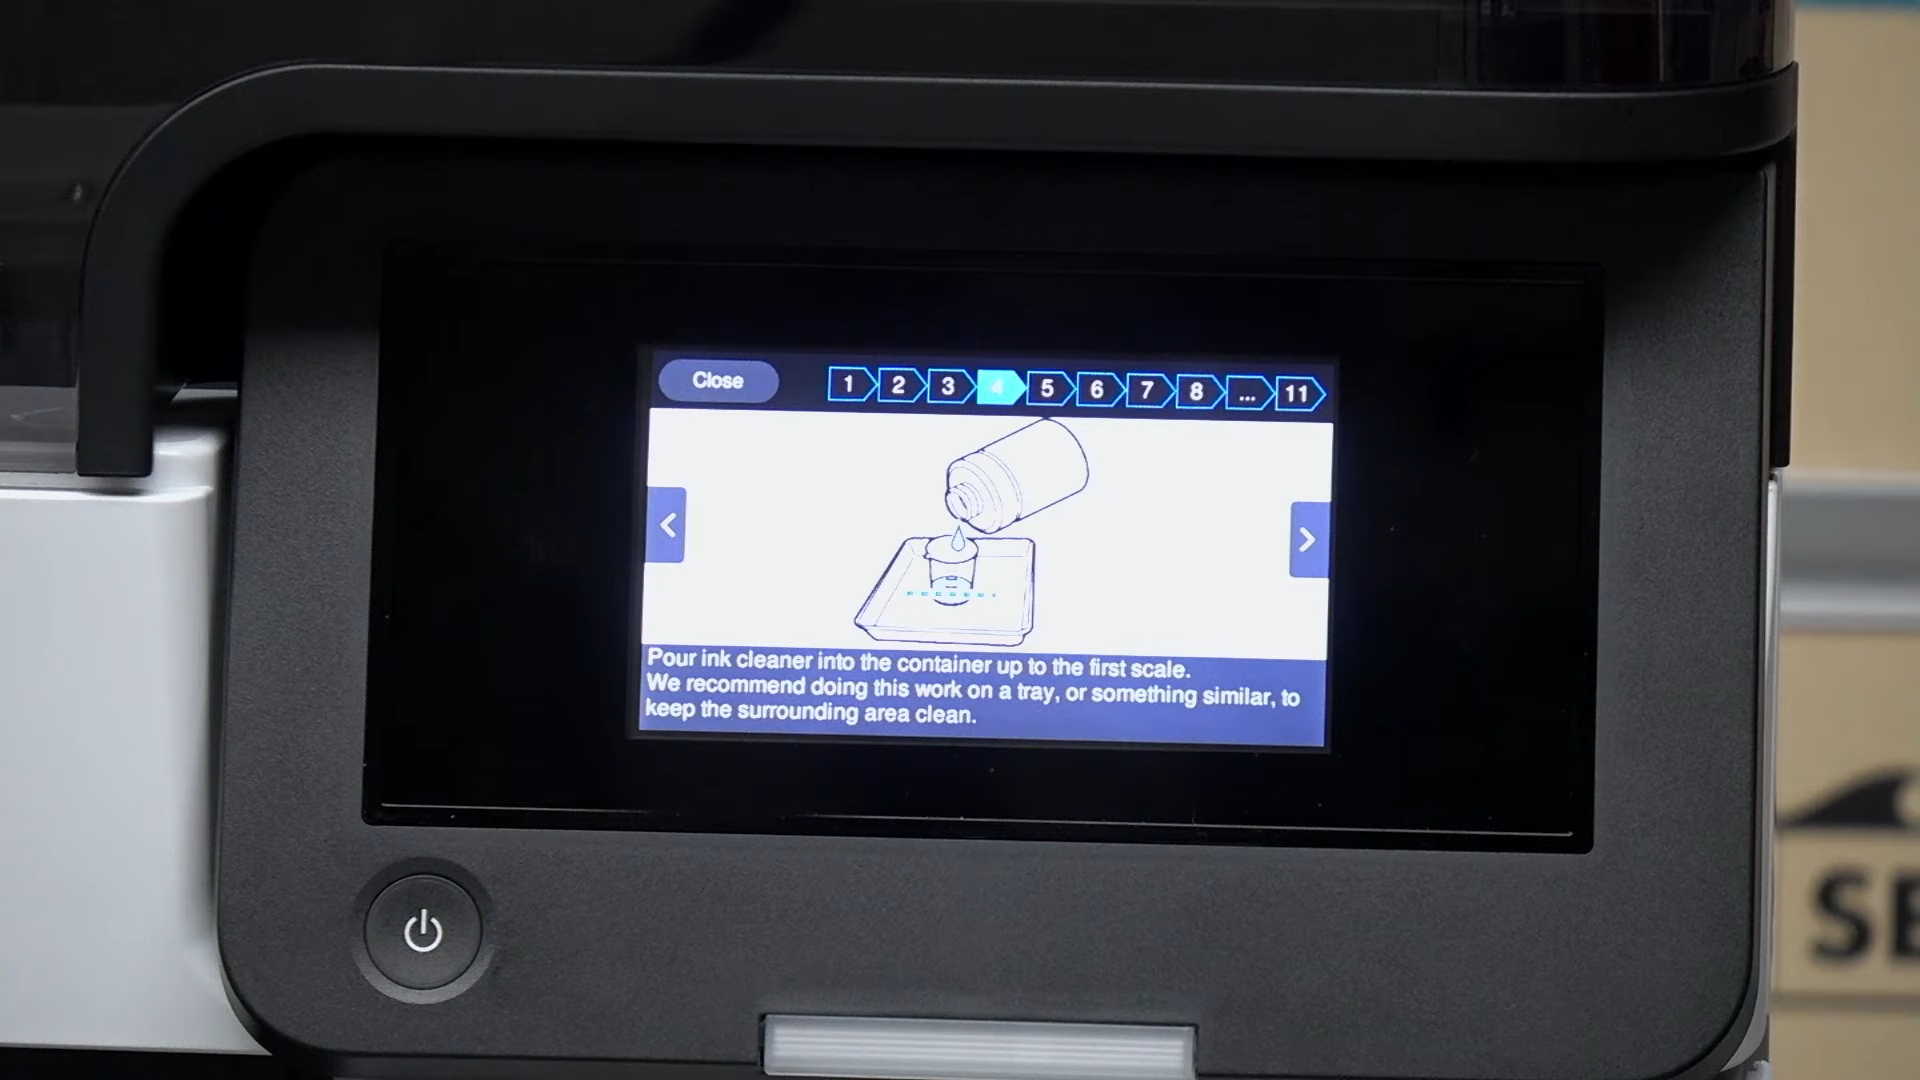 Close 1 2 3 4 5 6 7 8 ... 11
Pour ink cleaner into the container up to the first scale.
We recommend doing this work on a tray, or something similar, to
keep the surrounding area clean.
SE